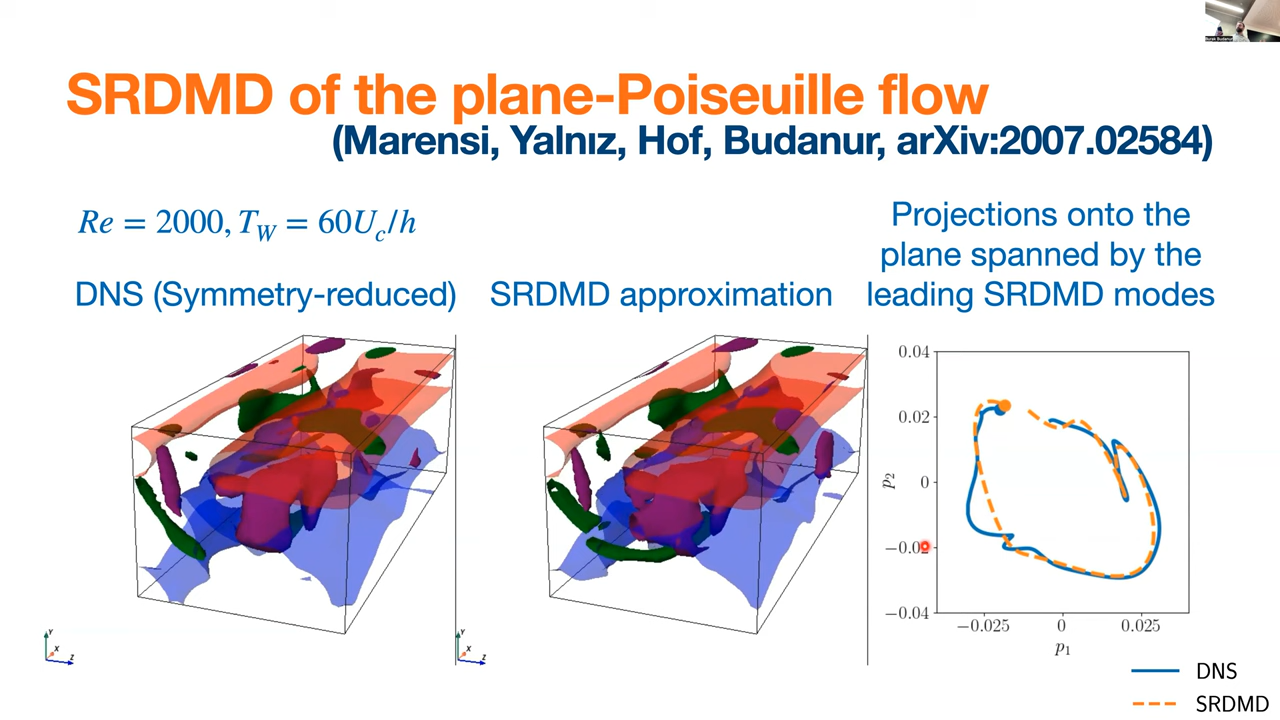 SRDMD of the plane-Poiseuille flow
(Marensi, Yalnız, Hof, Budanur, arXiv:2007.02584)
Re = 2000, T_W = 60U_c/h
Projections onto the
plane spanned by the
leading SRDMD modes
DNS (Symmetry-reduced)
SRDMD approximation
Y
X
Z
Y
X
Z
0.04
0.02
0
−0.04
p₂
−0.025
0
0.025
p₁
DNS
SRDMD